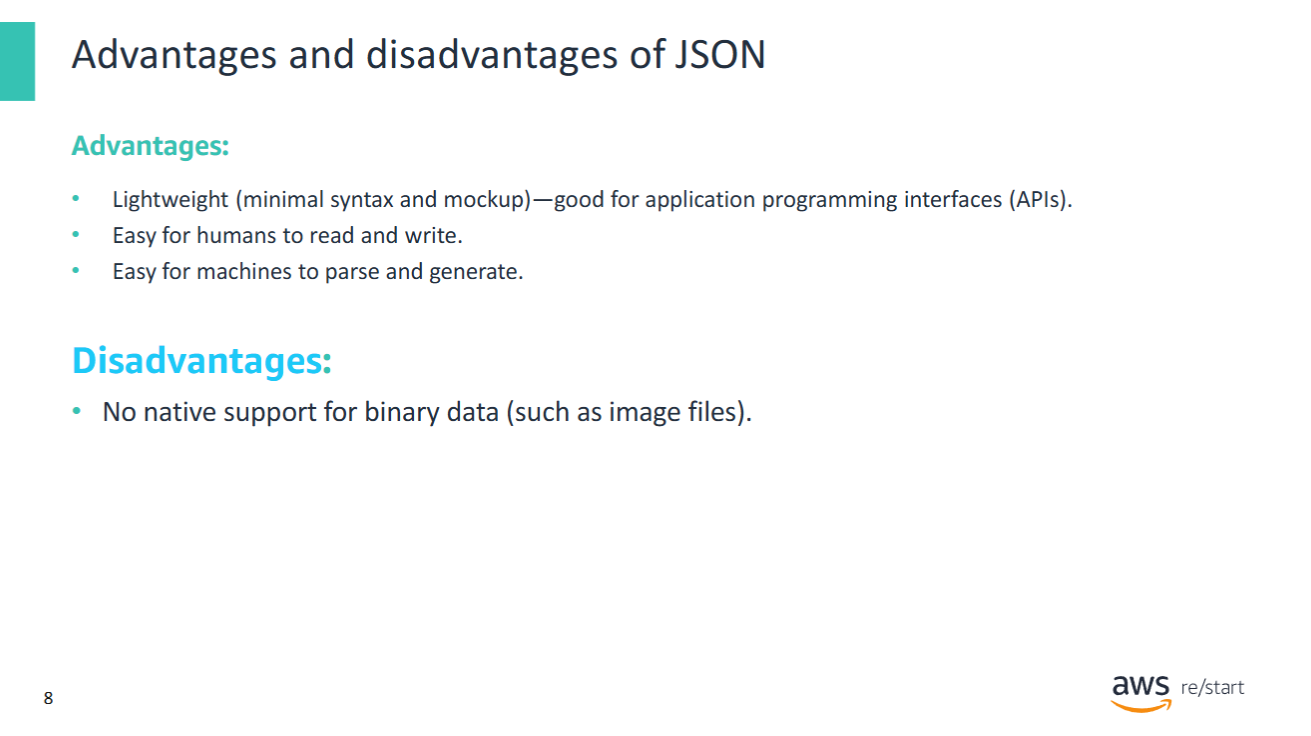 Advantages and disadvantages of JSON
Advantages:
• Lightweight (minimal syntax and mockup)—good for application programming interfaces (APIs).
• Easy for humans to read and write.
• Easy for machines to parse and generate.
Disadvantages:
• No native support for binary data (such as image files).
8
aws re/start